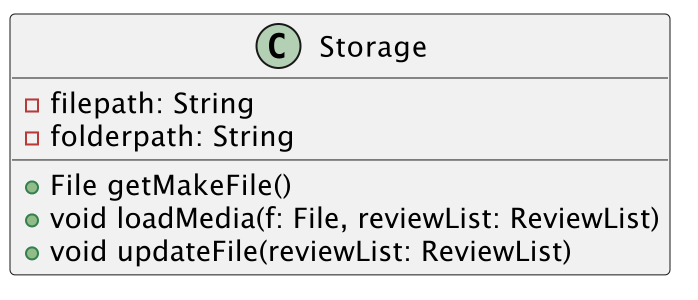 C Storage
filepath: String
folderpath: String
File getMakeFile()
void loadMedia(f: File, reviewList: ReviewList)
void updateFile(reviewList: ReviewList)